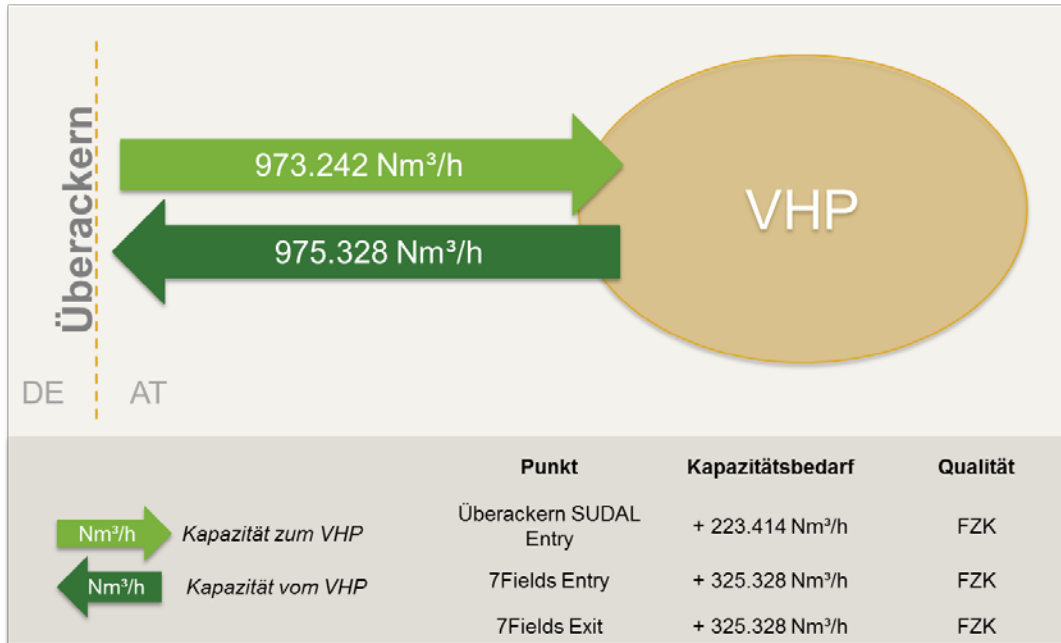 Überackern
973.242 Nm³/h
975.328 Nm³/h
VHP
DE
AT
Punkt Kapazitätsbedarf Qualität
Nm³/h Kapazität zum VHP
Nm³/h Kapazität vom VHP
Überackern SUDAL
Entry + 223.414 Nm³/h FZK
7Fields Entry + 325.328 Nm³/h FZK
7Fields Exit + 325.328 Nm³/h FZK